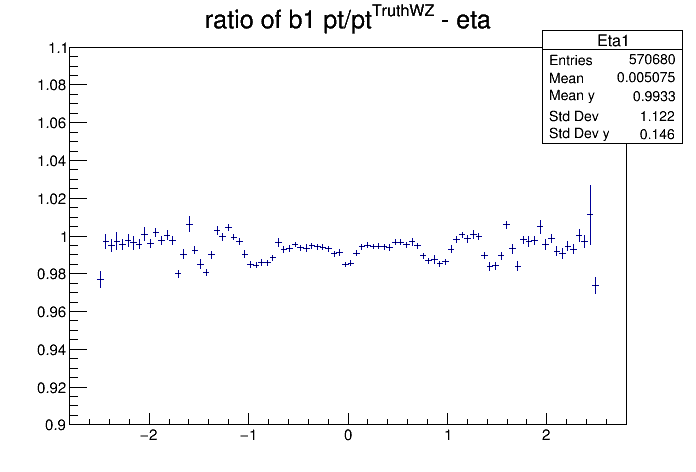 ratio of b1 pt/pt^TruthWZ - eta
Eta1
Entries 570680
Mean 0.005075
Mean y 0.9933
Std Dev 1.122
Std Dev y 0.146
1.1
1.08
1.06
1.04
1.02
1
0.98
0.96
0.94
0.92
0.9
−2 −1 0 1 2